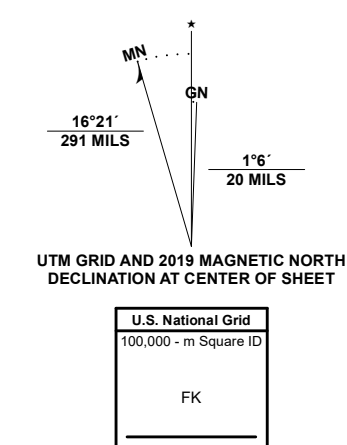 ★
MN
GN
16°21´
291 MILS
1°6´
20 MILS
UTM GRID AND 2019 MAGNETIC NORTH
DECLINATION AT CENTER OF SHEET
U.S. National Grid
100,000 - m Square ID
FK